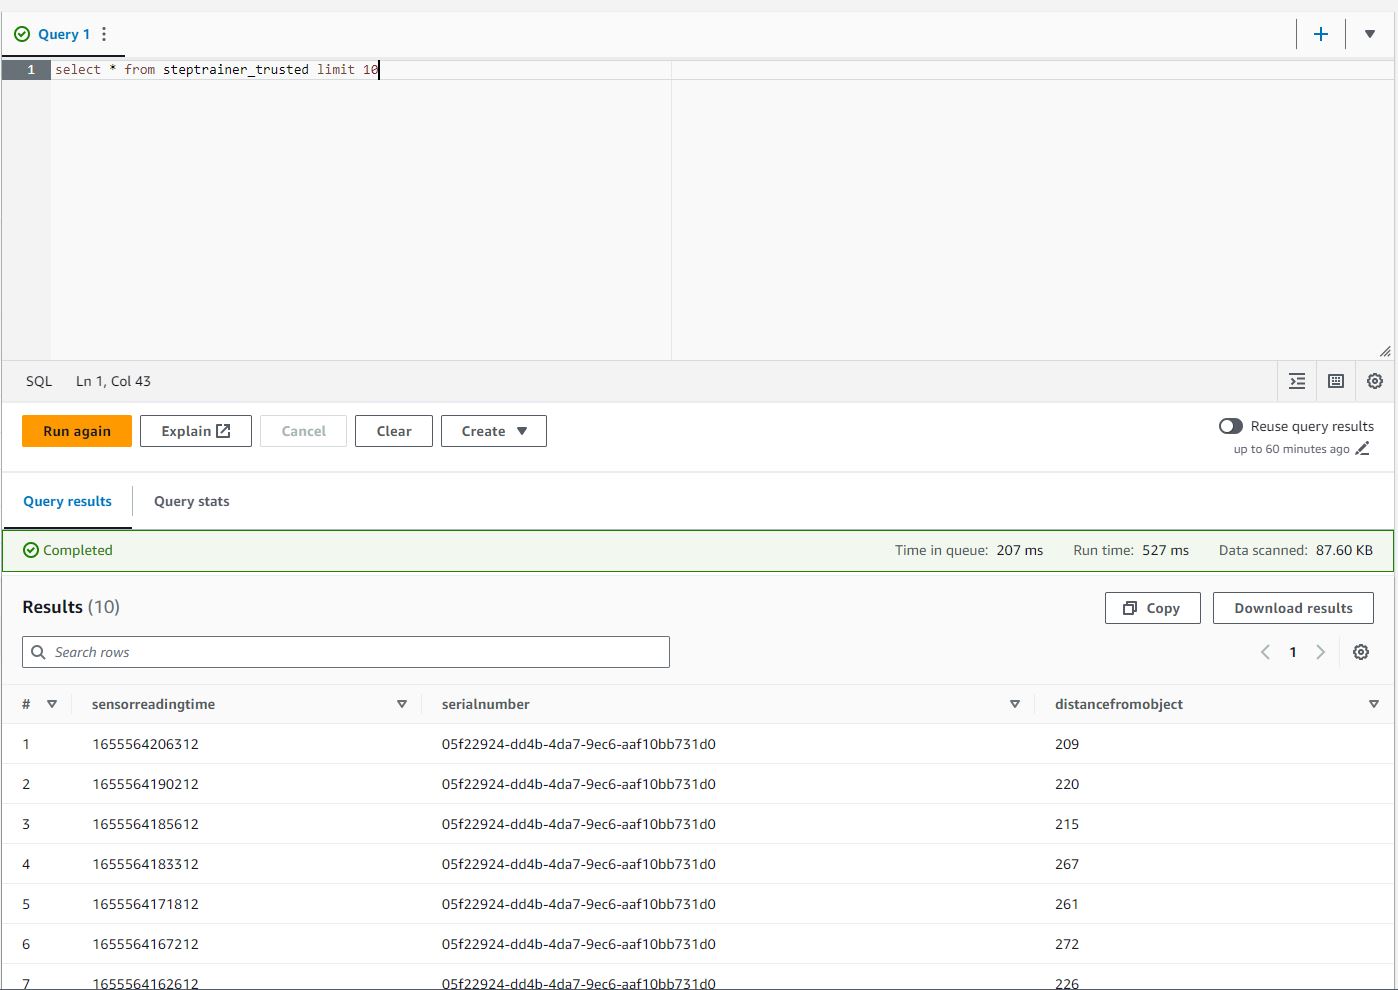 Query 1
1 select * from steptrainer_trusted limit 10
SQL Ln 1, Col 43
Run again Explain Cancel Clear Create Reuse query results
up to 60 minutes ago
Query results Query stats
Completed Time in queue: 207 ms Run time: 527 ms Data scanned: 87.60 KB
Results (10) Copy Download results
Search rows 1
# sensorreadingtime serialnumber distancefromobject
1 1655564206312 05f22924-dd4b-4da7-9ec6-aaf10bb731d0 209
2 1655564190212 05f22924-dd4b-4da7-9ec6-aaf10bb731d0 220
3 1655564185612 05f22924-dd4b-4da7-9ec6-aaf10bb731d0 215
4 1655564183312 05f22924-dd4b-4da7-9ec6-aaf10bb731d0 267
5 1655564171812 05f22924-dd4b-4da7-9ec6-aaf10bb731d0 261
6 1655564167212 05f22924-dd4b-4da7-9ec6-aaf10bb731d0 272
7 1655564162612 05f22924-dd4b-4da7-9ec6-aaf10bb731d0 226